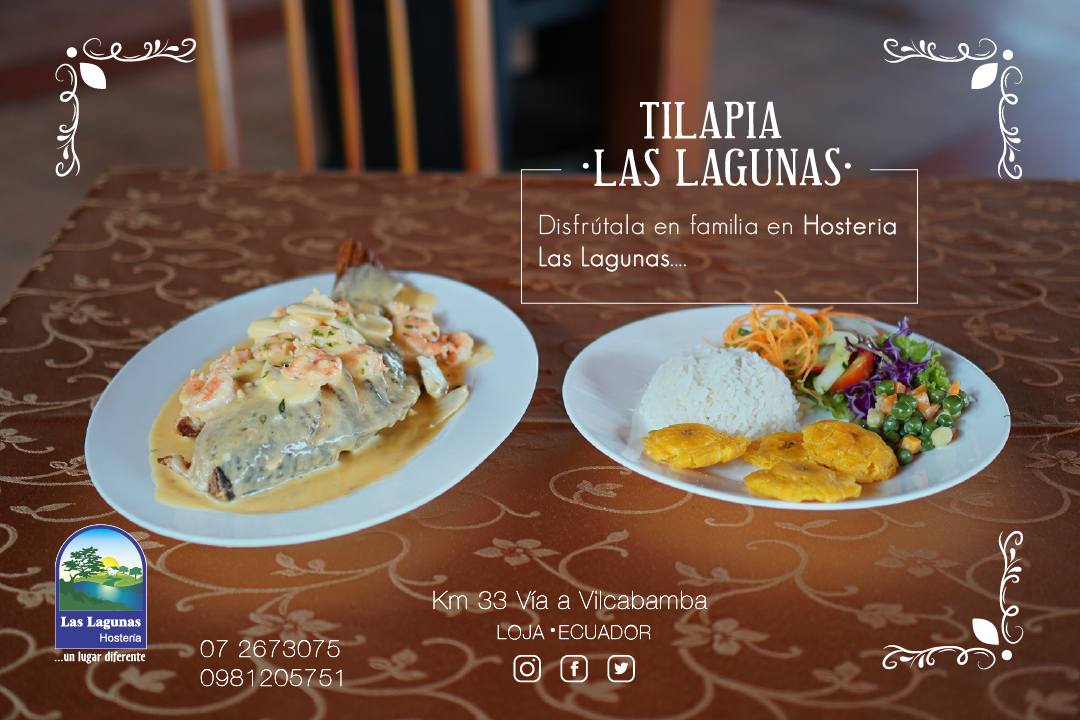 TILAPIA
·LAS LAGUNAS·
Disfrútala en familia en Hosteria
Las Lagunas....
Las Lagunas
Hostería
...un lugar diferente
07 2673075
0981205751
Km 33 Vía a Vilcabamba
LOJA · ECUADOR